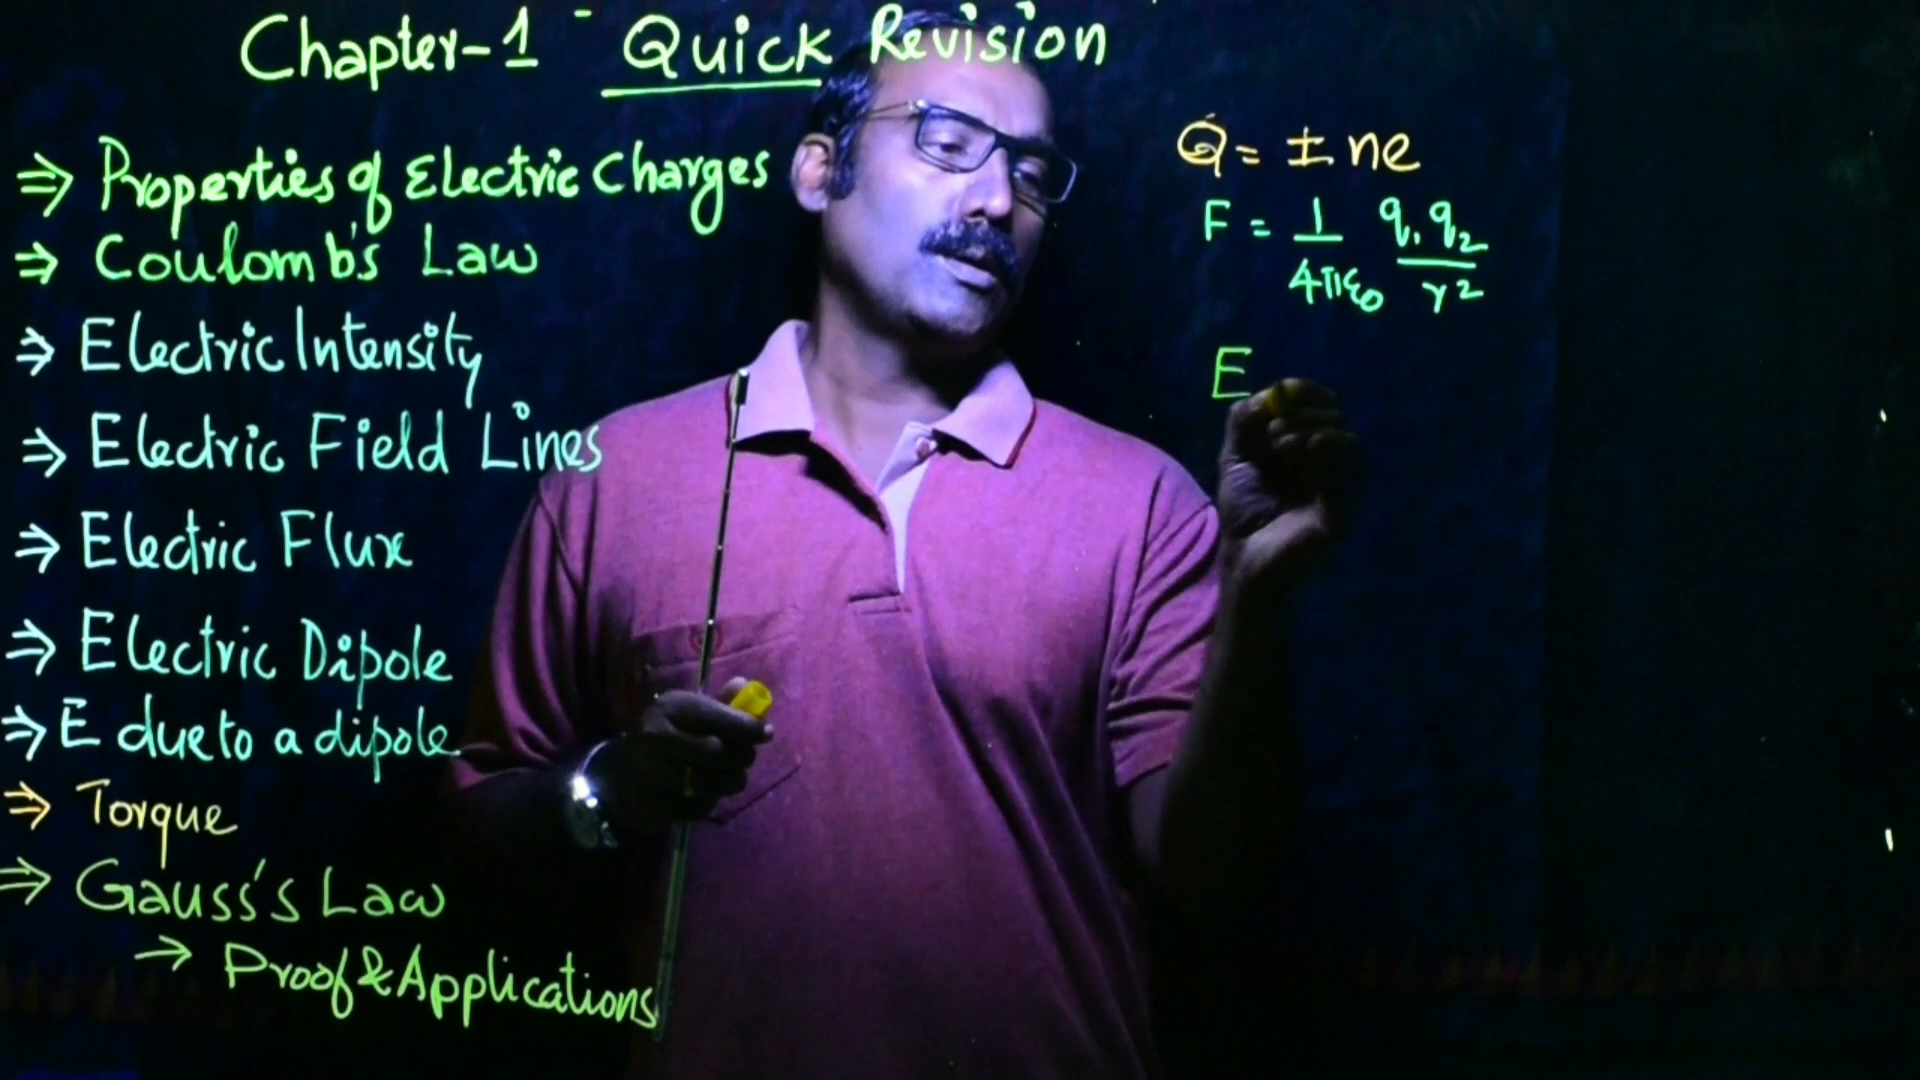 Chapter-1 - Quick Revision
⇒ Properties of Electric Charges
⇒ Coulomb's Law
⇒ Electric Intensity
⇒ Electric Field Lines
⇒ Electric Flux
⇒ Electric Dipole
⇒ E due to a dipole
⇒ Torque
⇒ Gauss's Law
→ Proof & Applications
Q = ± ne
F = 1/4πε₀ q₁q₂/r²
E